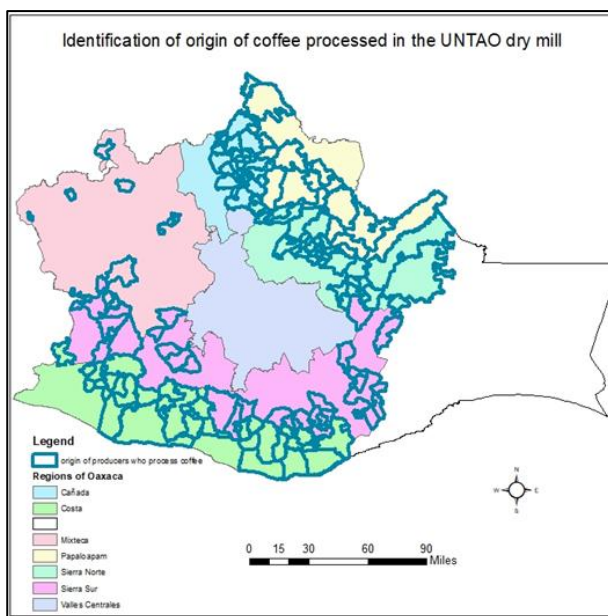 Identification of origin of coffee processed in the UNTAO dry mill
Legend
origin of producers who process coffee
Regions of Oaxaca
Cañada
Costa
Mixteca
Papaloapam
Sierra Norte
Sierra Sur
Valles Centrales
N
W E
S
0 15 30 60 90
Miles